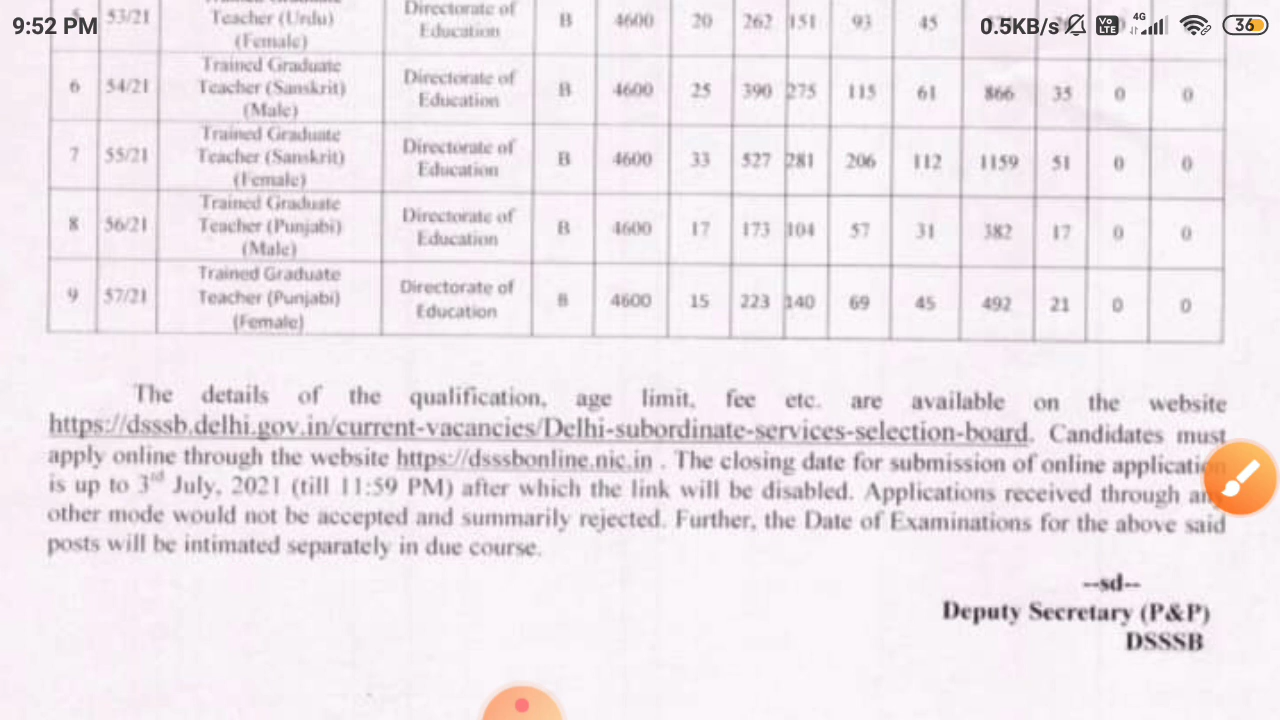 9:52 PM 0.5KB/s Vo LTE 4G 36
5 53/21 Teacher (Urdu) (Female) Directorate of Education B 4600 20 262 151 93 45
6 54/21 Trained Graduate Teacher (Sanskrit) (Male) Directorate of Education B 4600 25 390 275 115 61 866 35 0 0
7 55/21 Trained Graduate Teacher (Sanskrit) (Female) Directorate of Education B 4600 33 527 281 206 112 1159 51 0 0
8 56/21 Trained Graduate Teacher (Punjabi) (Male) Directorate of Education B 4600 17 173 104 57 31 382 17 0 0
9 57/21 Trained Graduate Teacher (Punjabi) (Female) Directorate of Education B 4600 15 223 140 69 45 492 21 0 0
The details of the qualification, age limit, fee etc. are available on the website
https://dsssb.delhi.gov.in/current-vacancies/Delhi-subordinate-services-selection-board. Candidates must
apply online through the website https://dsssbonline.nic.in . The closing date for submission of online application
is up to 3rd July, 2021 (till 11:59 PM) after which the link will be disabled. Applications received through any
other mode would not be accepted and summarily rejected. Further, the Date of Examinations for the above said
posts will be intimated separately in due course.
--sd--
Deputy Secretary (P&P)
DSSSB